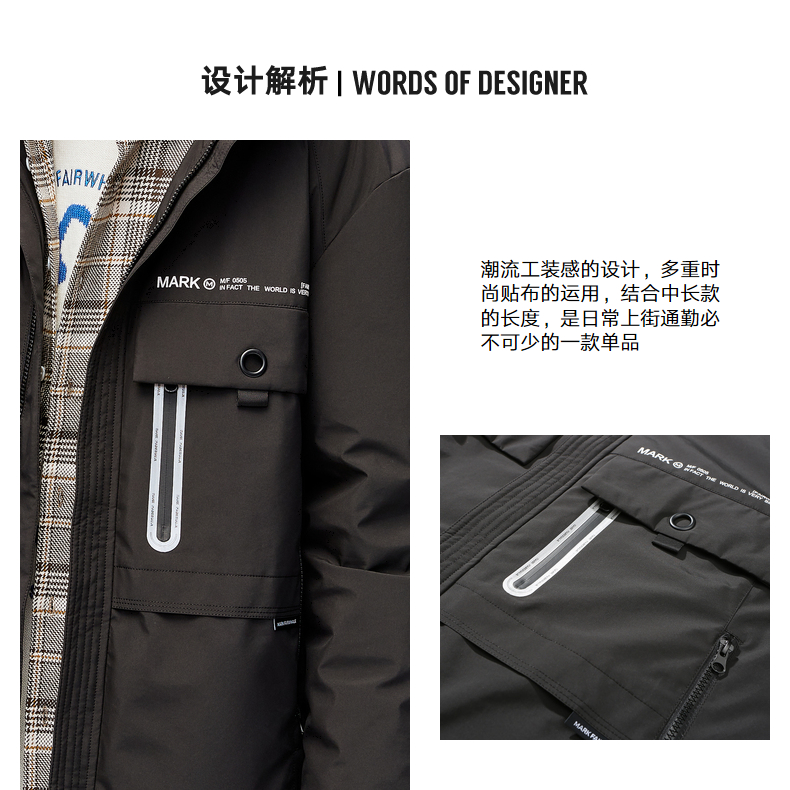 设计解析 | WORDS OF DESIGNER
FAIRWH
MARK M M/F 0505
IN FACT THE WORLD IS VERY
潮流工装感的设计，多重时
尚贴布的运用，结合中长款
的长度，是日常上街通勤必
不可少的一款单品
MARK M M/F 0505
IN FACT THE WORLD IS VERY
MARK FA